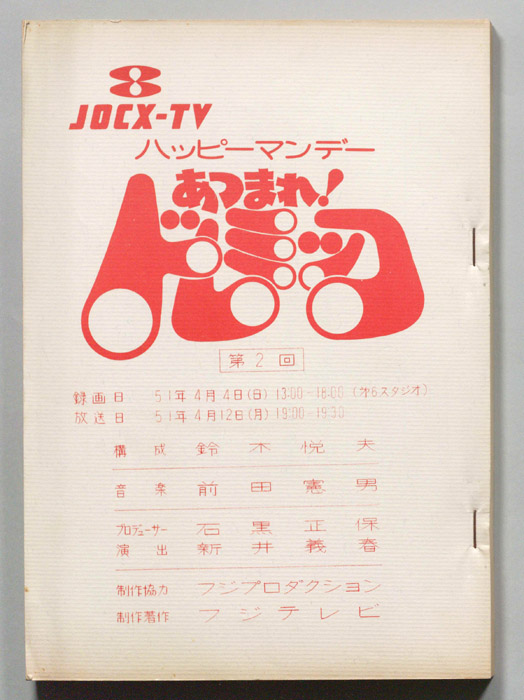 8
JOCX-TV
ハッピーマンデー
あつまれ!
ドミッコ
第2回
録画日 51年4月4日(日)13:00-18:00(第6スタジオ)
放送日 51年4月12日(月)19:00-19:30
構成 鈴木悦夫
音楽 前田憲男
プロデューサー 石黒正保
演出 新井義春
制作協力 フジプロダクション
制作著作 フジテレビ